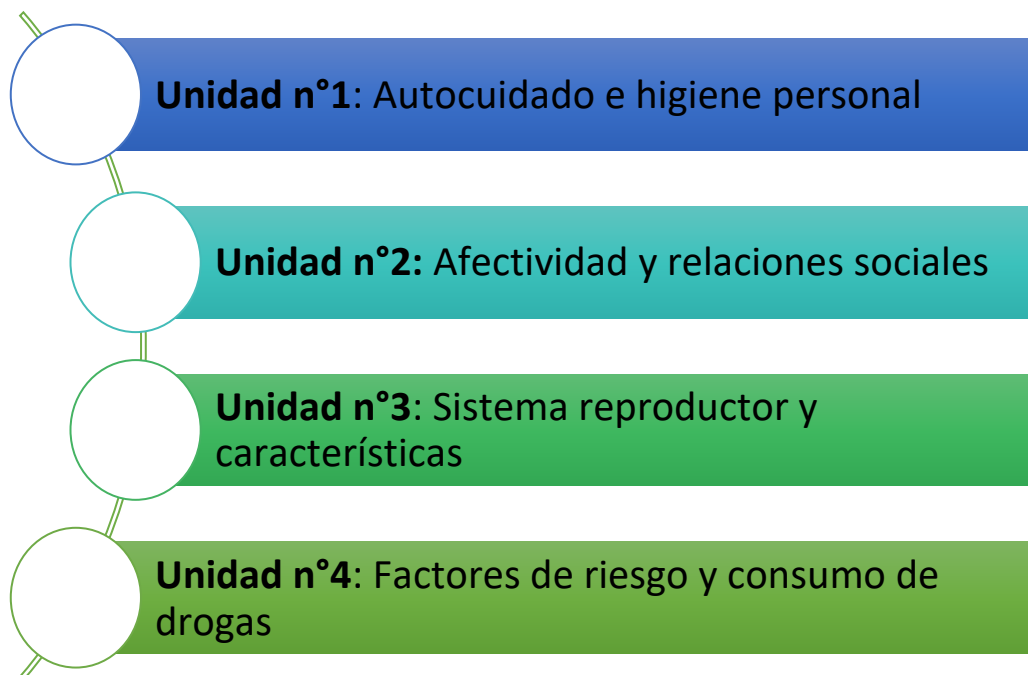 Unidad n°1: Autocuidado e higiene personal
Unidad n°2: Afectividad y relaciones sociales
Unidad n°3: Sistema reproductor y
características
Unidad n°4: Factores de riesgo y consumo de
drogas